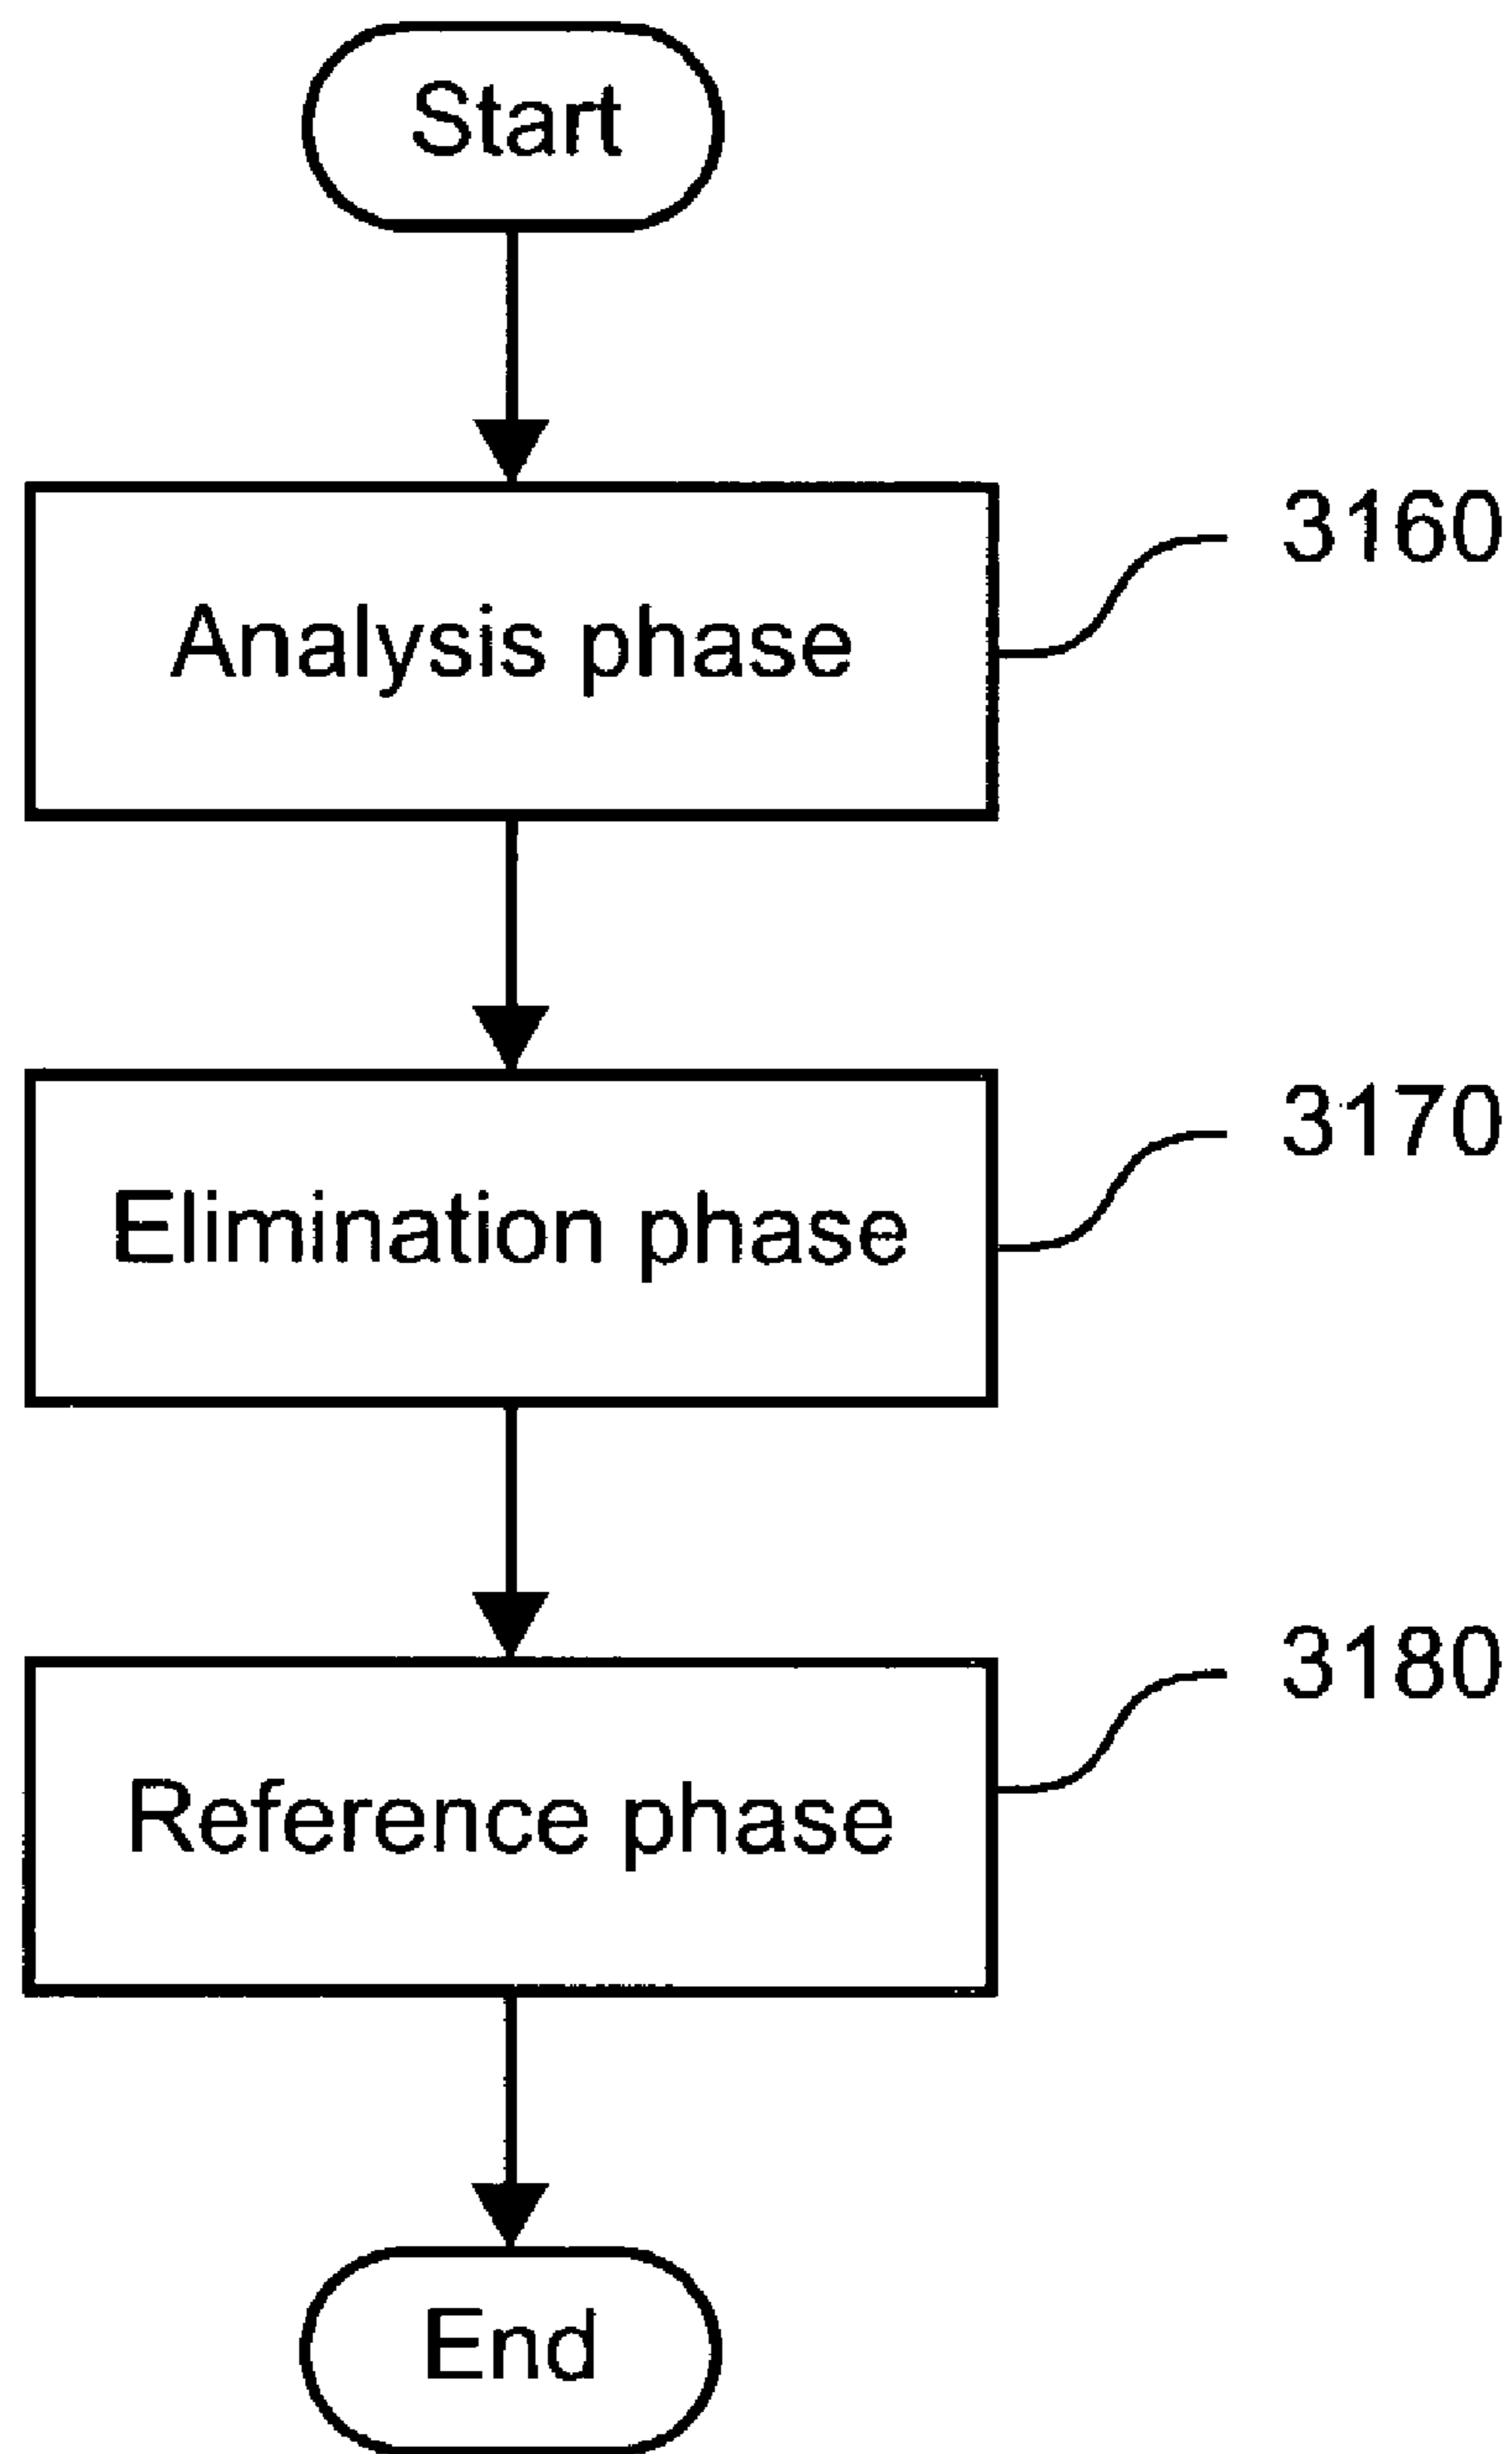 Start
Analysis phase
3160
Elimination phase
3170
Reference phase
3180
End